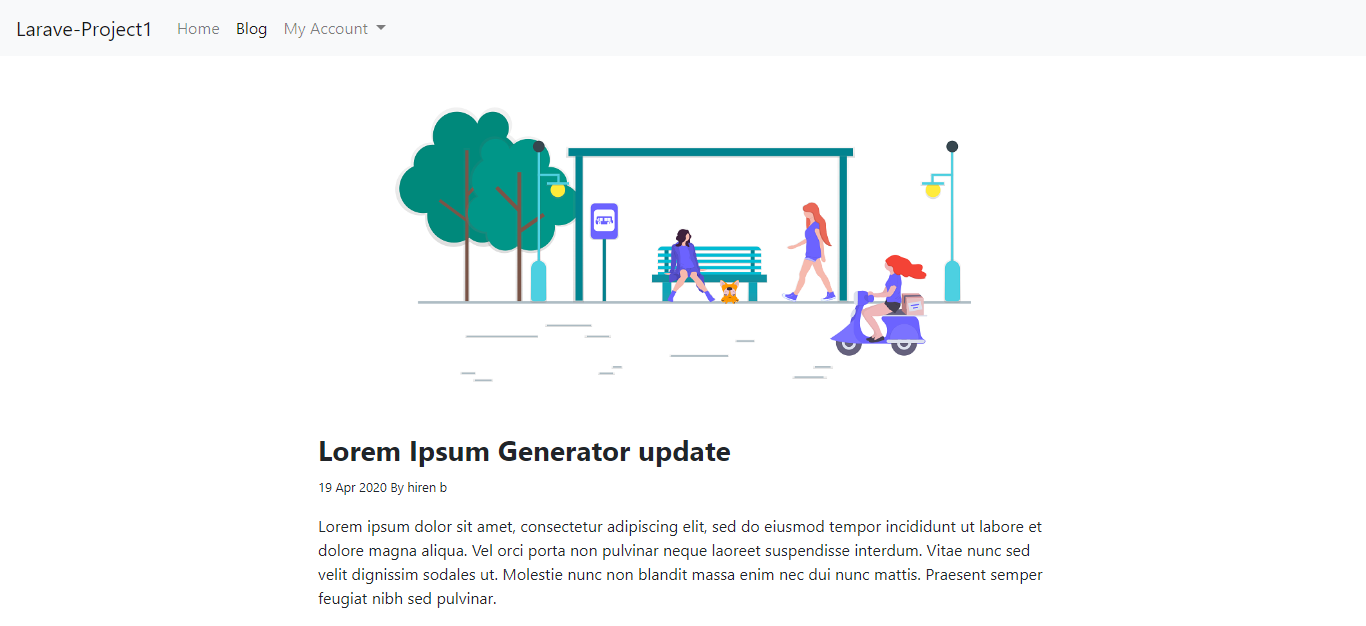 Larave-Project1 Home Blog My Account
Lorem Ipsum Generator update
19 Apr 2020 By hiren b
Lorem ipsum dolor sit amet, consectetur adipiscing elit, sed do eiusmod tempor incididunt ut labore et
dolore magna aliqua. Vel orci porta non pulvinar neque laoreet suspendisse interdum. Vitae nunc sed
velit dignissim sodales ut. Molestie nunc non blandit massa enim nec dui nunc mattis. Praesent semper
feugiat nibh sed pulvinar.